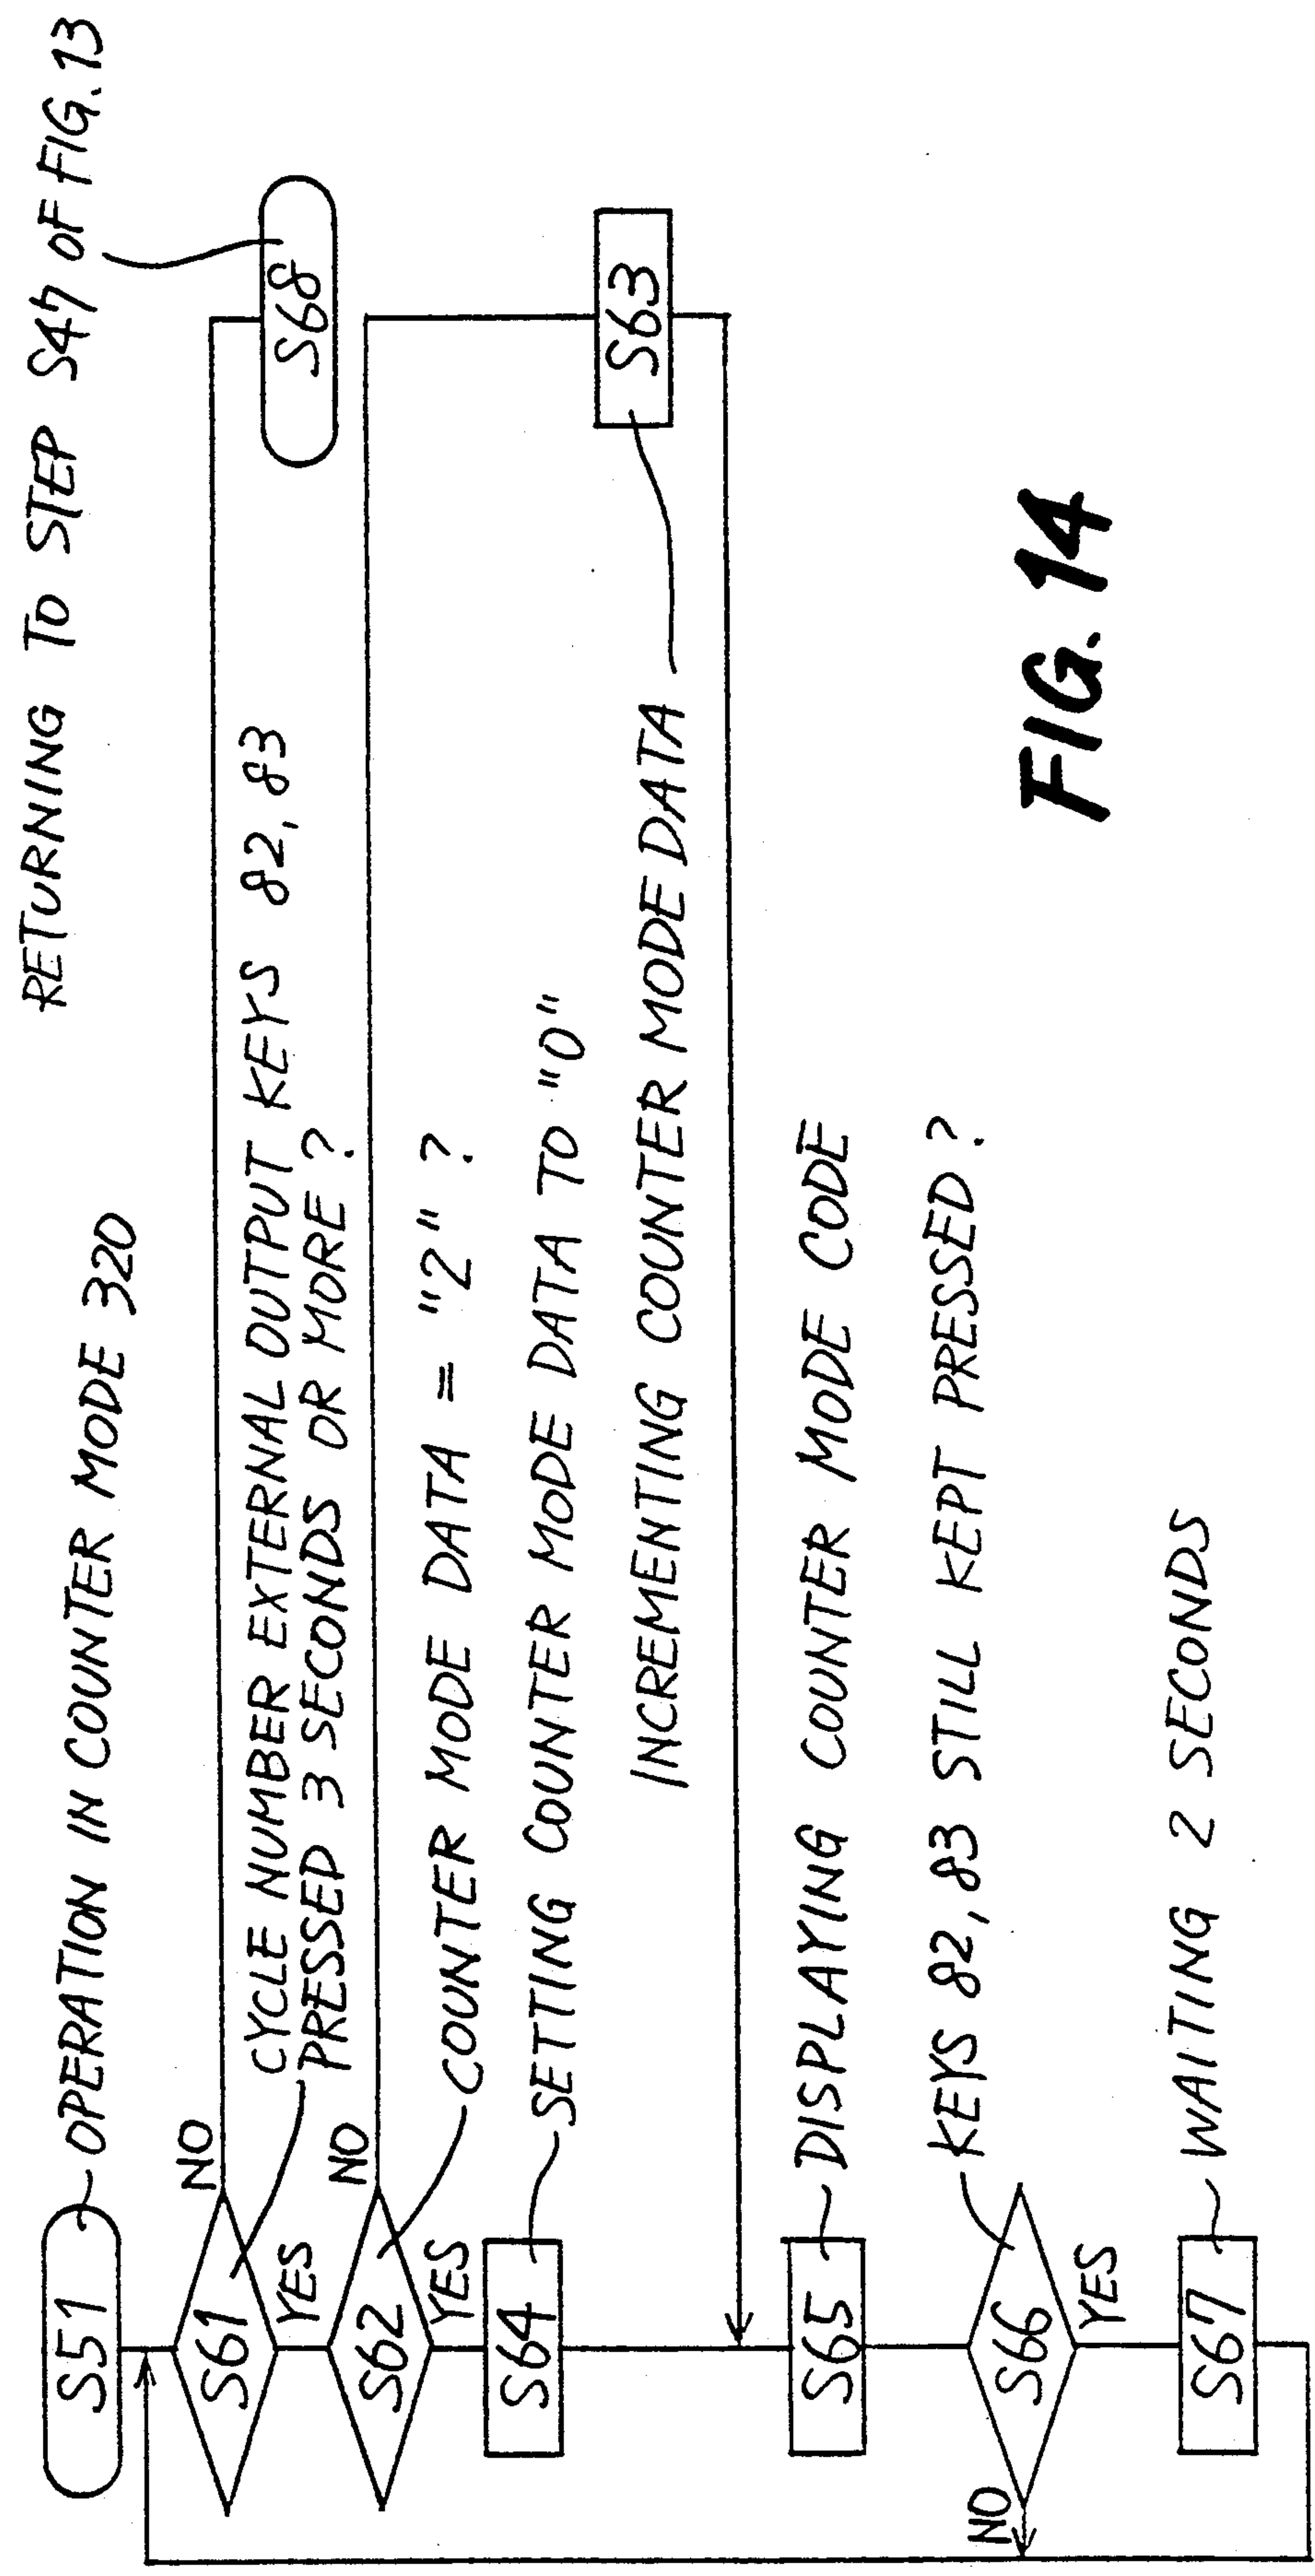 RETURNING TO STEP S47 OF FIG. 13
S51
OPERATION IN COUNTER MODE 320
NO
S68
S61
CYCLE NUMBER EXTERNAL OUTPUT KEYS 82, 83
PRESSED 3 SECONDS OR MORE ?
YES
NO
S62
COUNTER MODE DATA = "2" ?
YES
S64
SETTING COUNTER MODE DATA TO "0"
S63
INCREMENTING COUNTER MODE DATA
S65
DISPLAYING COUNTER MODE CODE
S66
KEYS 82, 83 STILL KEPT PRESSED ?
NO
YES
S67
WAITING 2 SECONDS
FIG. 14